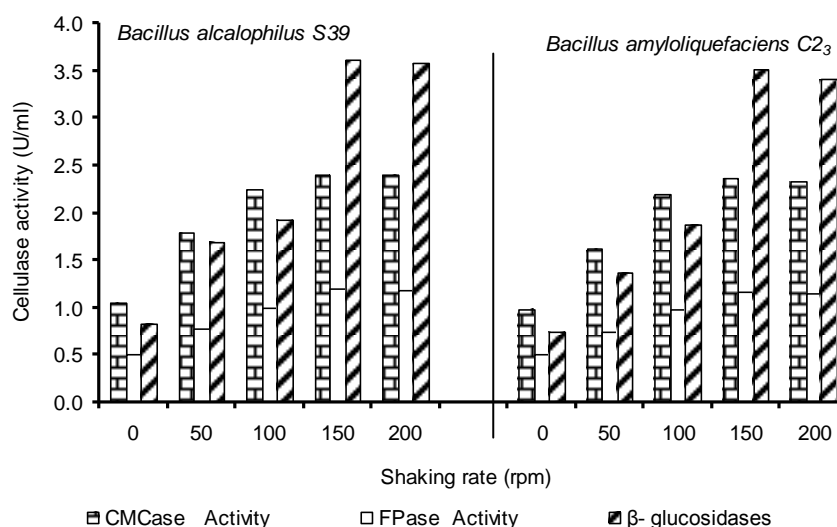 Bacillus alcalophilus S39
Bacillus amyloliquefaciens C2₃
4.0
3.5
3.0
2.5
2.0
1.5
1.0
0.5
0.0
Cellulase activity (U/ml)
0 50 100 150 200 0 50 100 150 200
Shaking rate (rpm)
CMCase Activity FPase Activity β- glucosidases